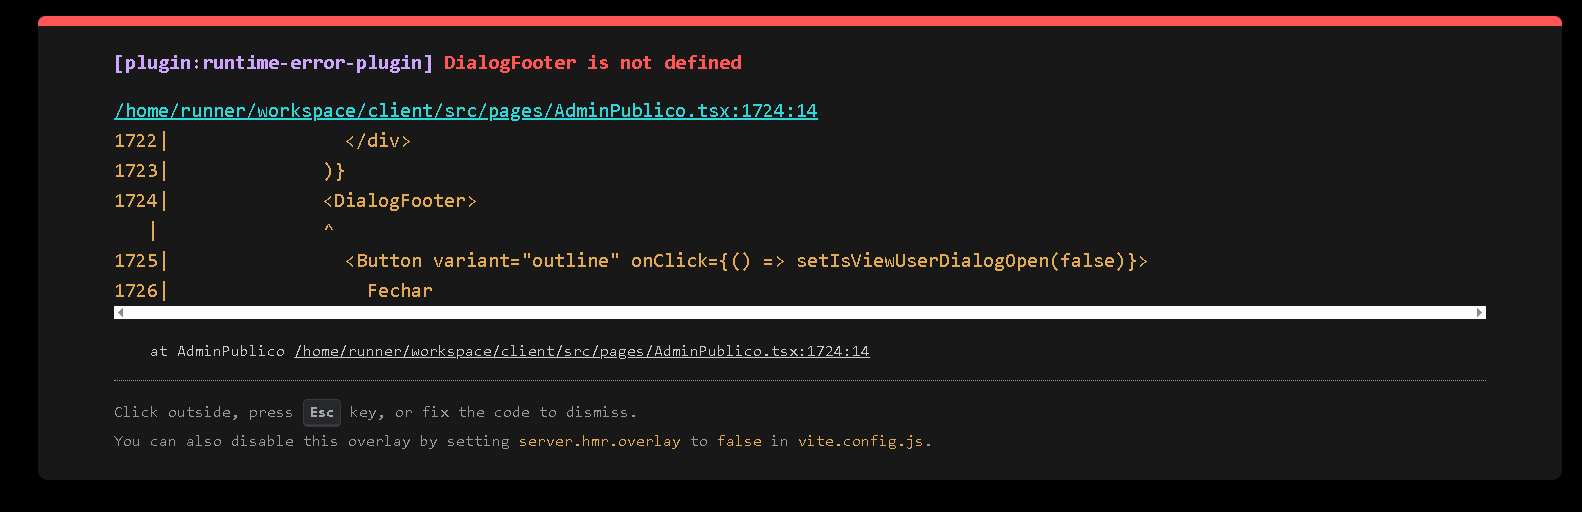 [plugin:runtime-error-plugin] DialogFooter is not defined
/home/runner/workspace/client/src/pages/AdminPublico.tsx:1724:14
1722|                </div>
1723|              )}
1724|              <DialogFooter>
   |              ^
1725|                <Button variant="outline" onClick={() => setIsViewUserDialogOpen(false)}>
1726|                  Fechar
at AdminPublico /home/runner/workspace/client/src/pages/AdminPublico.tsx:1724:14
Click outside, press Esc key, or fix the code to dismiss.
You can also disable this overlay by setting server.hmr.overlay to false in vite.config.js.